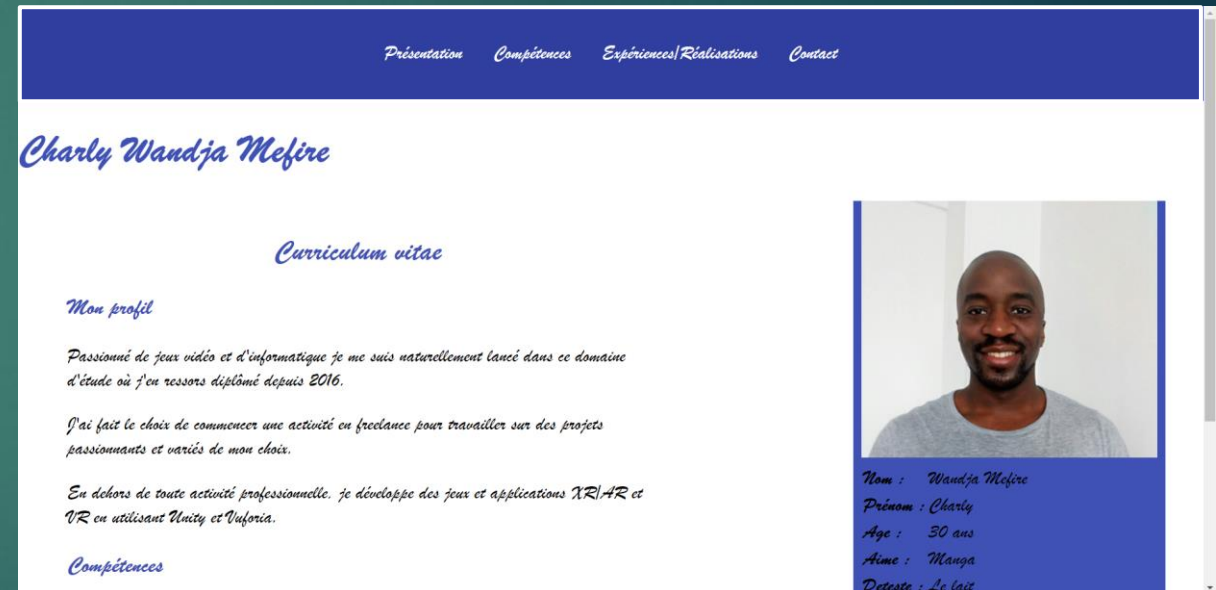 Présentation Compétences Expériences/Réalisations Contact
Charly Wandja Mefire
Curriculum vitae
Mon profil
Passionné de jeux vidéo et d'informatique je me suis naturellement lancé dans ce domaine
d'étude où j'en ressors diplômé depuis 2016.
J'ai fait le choix de commencer une activité en freelance pour travailler sur des projets
passionnants et variés de mon choix.
En dehors de toute activité professionnelle, je développe des jeux et applications XR/AR et
VR en utilisant Unity et Vuforia.
Compétences
Nom : Wandja Mefire
Prénom : Charly
Age : 30 ans
Aime : Manga
Deteste : Le lait